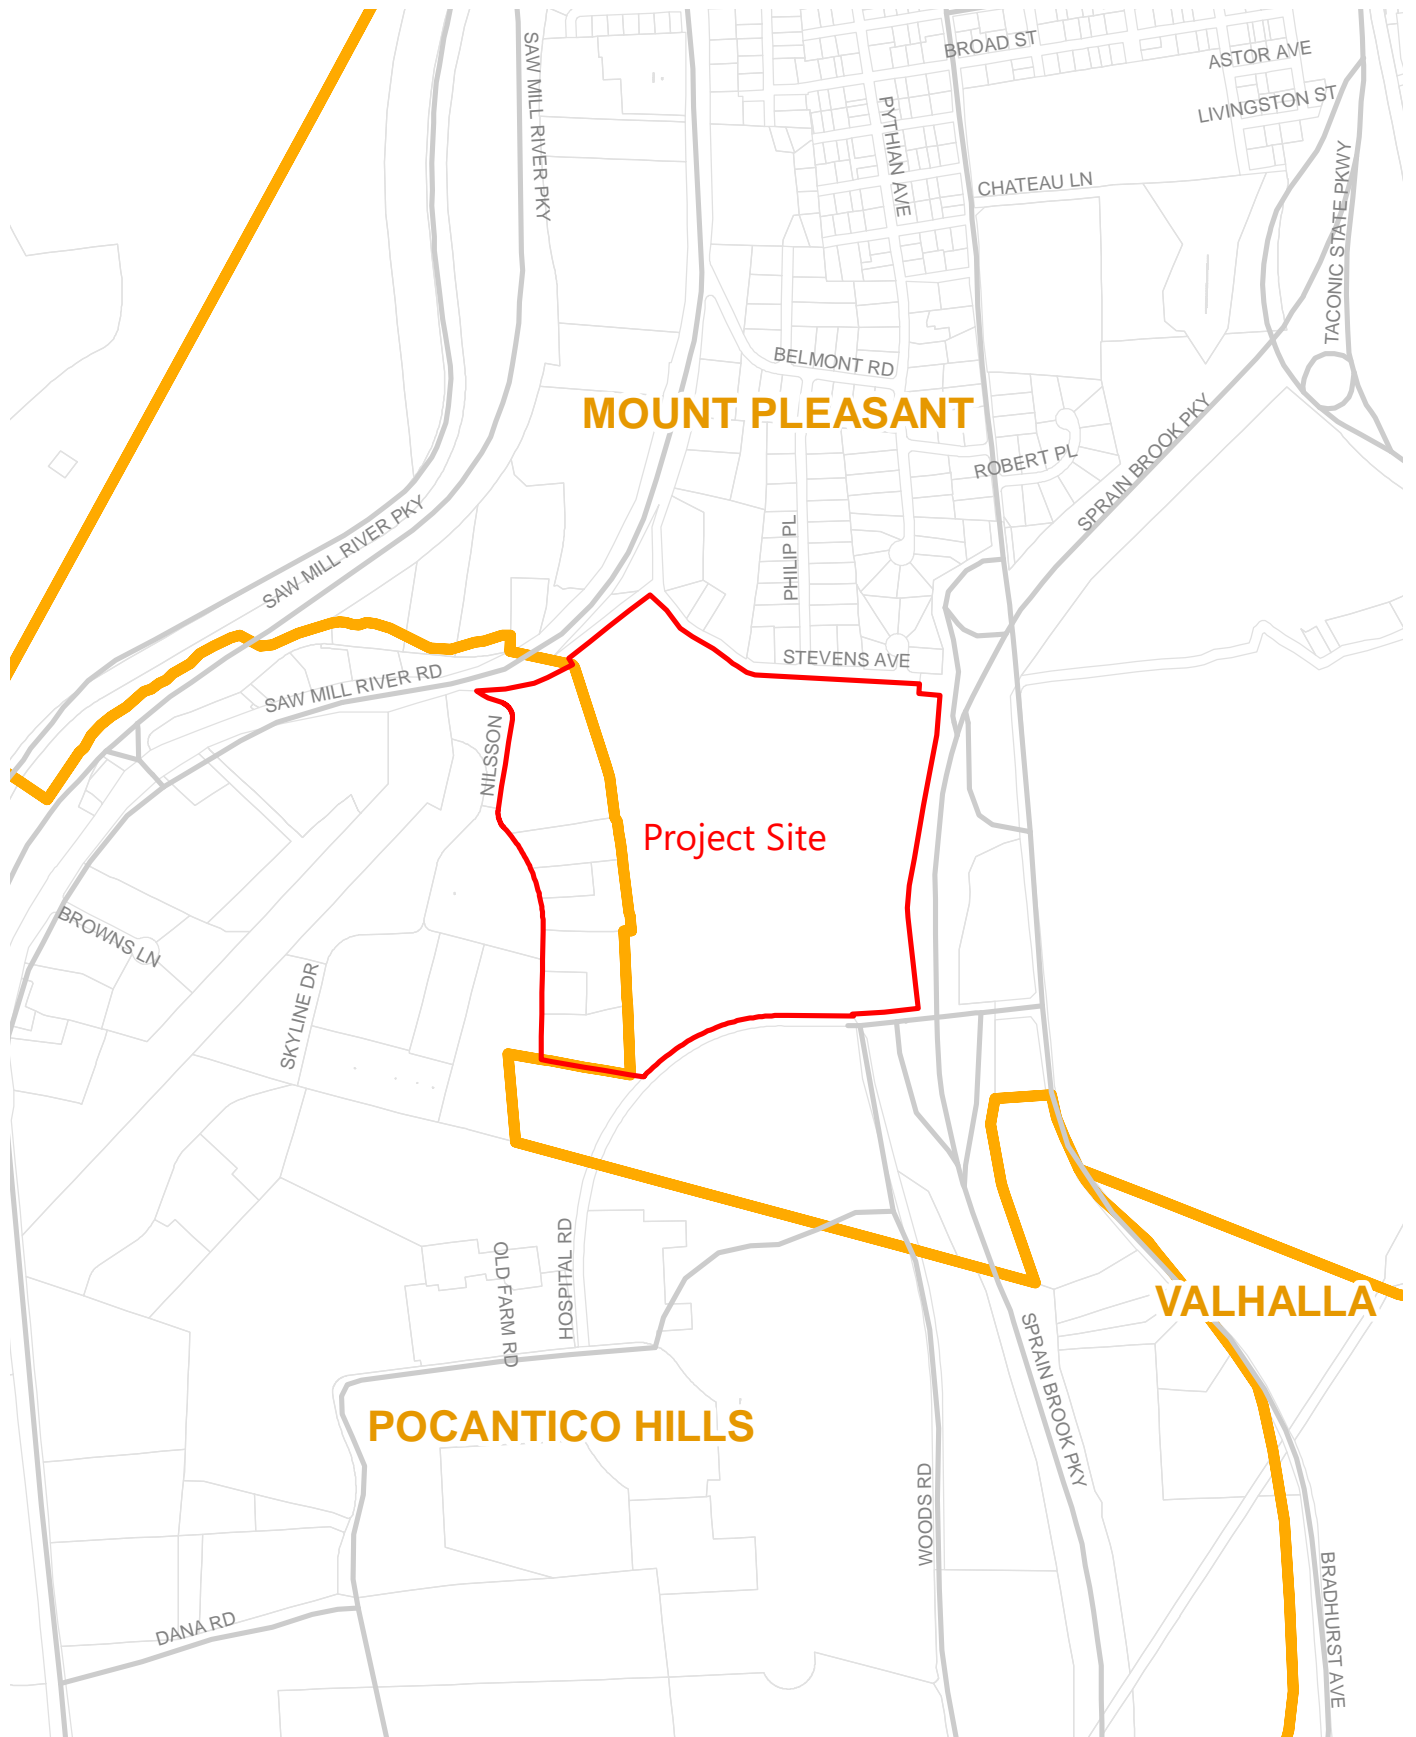 BROAD ST
ASTOR AVE
LIVINGSTON ST
SAW MILL RIVER PKY
PYTHIAN AVE
CHATEAU LN
TACONIC STATE PKWY
BELMONT RD
MOUNT PLEASANT
ROBERT PL
SPRAIN BROOK PKY
SAW MILL RIVER PKY
PHILIP PL
STEVENS AVE
SAW MILL RIVER RD
NILSSON
Project Site
BROWNS LN
SKYLINE DR
OLD FARM RD
HOSPITAL RD
VALHALLA
SPRAIN BROOK PKY
POCANTICO HILLS
WOODS RD
BRADHURST AVE
DANA RD